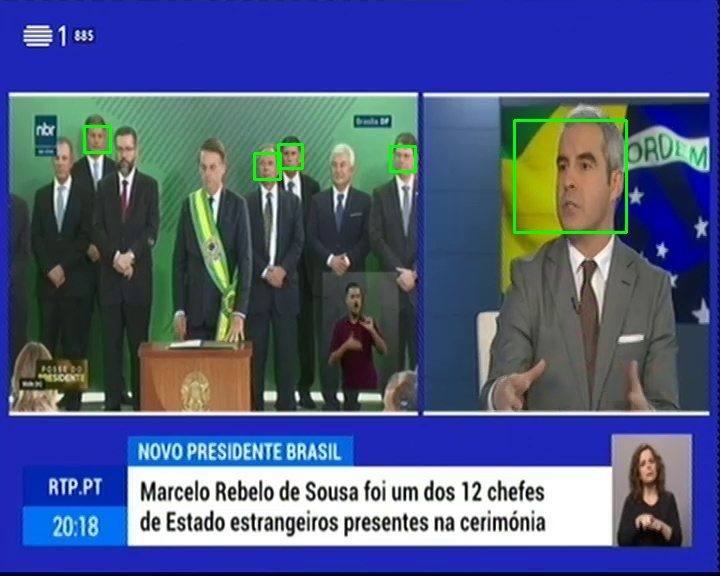 1 885
nbr
Brasília DF
ORDEM
POSSE DO
PRESIDENTE
NOVO PRESIDENTE BRASIL
RTP.PT
Marcelo Rebelo de Sousa foi um dos 12 chefes
20:18
de Estado estrangeiros presentes na cerimónia